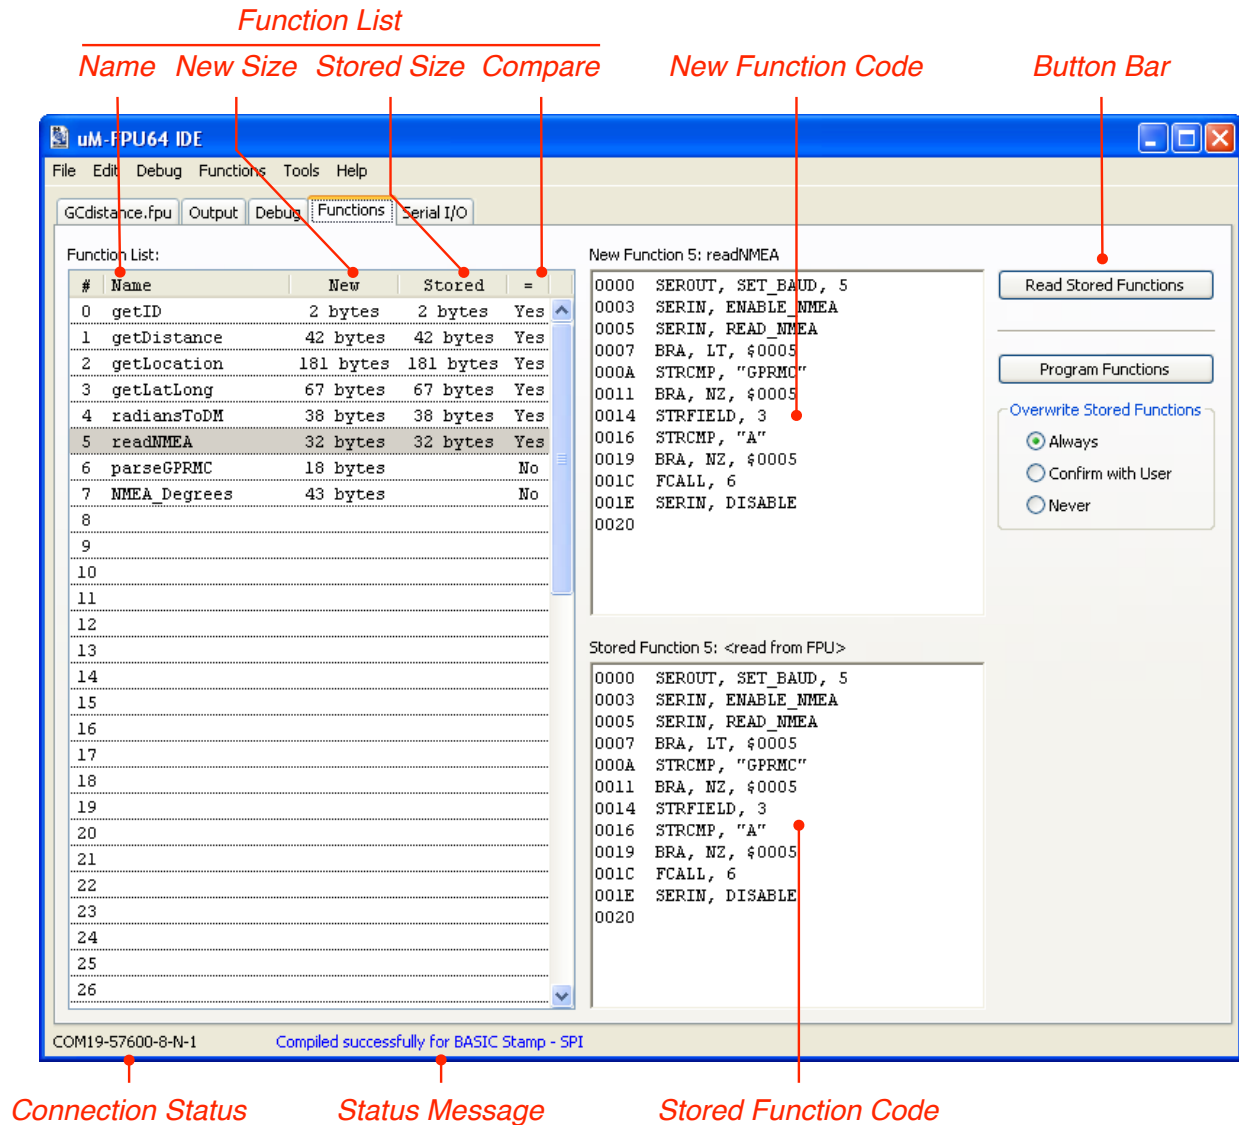 Function List
Name New Size Stored Size Compare New Function Code Button Bar
uM-FPU64 IDE
File Edit Debug Functions Tools Help
GCdistance.fpu Output Debug Functions Serial I/O
Function List:
# Name New Stored =
0 getID 2 bytes 2 bytes Yes
1 getDistance 42 bytes 42 bytes Yes
2 getLocation 181 bytes 181 bytes Yes
3 getLatLong 67 bytes 67 bytes Yes
4 radiansToDM 38 bytes 38 bytes Yes
5 readNMEA 32 bytes 32 bytes Yes
6 parseGPRMC 18 bytes No
7 NMEA_Degrees 43 bytes No
8
9
10
11
12
13
14
15
16
17
18
19
20
21
22
23
24
25
26
New Function 5: readNMEA
0000 SEROUT, SET_BAUD, 5
0003 SERIN, ENABLE_NMEA
0005 SERIN, READ_NMEA
0007 BRA, LT, $0005
000A STRCMP, "GPRMC"
0011 BRA, NZ, $0005
0014 STRFIELD, 3
0016 STRCMP, "A"
0019 BRA, NZ, $0005
001C FCALL, 6
001E SERIN, DISABLE
0020
Stored Function 5: <read from FPU>
0000 SEROUT, SET_BAUD, 5
0003 SERIN, ENABLE_NMEA
0005 SERIN, READ_NMEA
0007 BRA, LT, $0005
000A STRCMP, "GPRMC"
0011 BRA, NZ, $0005
0014 STRFIELD, 3
0016 STRCMP, "A"
0019 BRA, NZ, $0005
001C FCALL, 6
001E SERIN, DISABLE
0020
Read Stored Functions
Program Functions
Overwrite Stored Functions
Always
Confirm with User
Never
COM19-57600-8-N-1 Compiled successfully for BASIC Stamp - SPI
Connection Status Status Message Stored Function Code